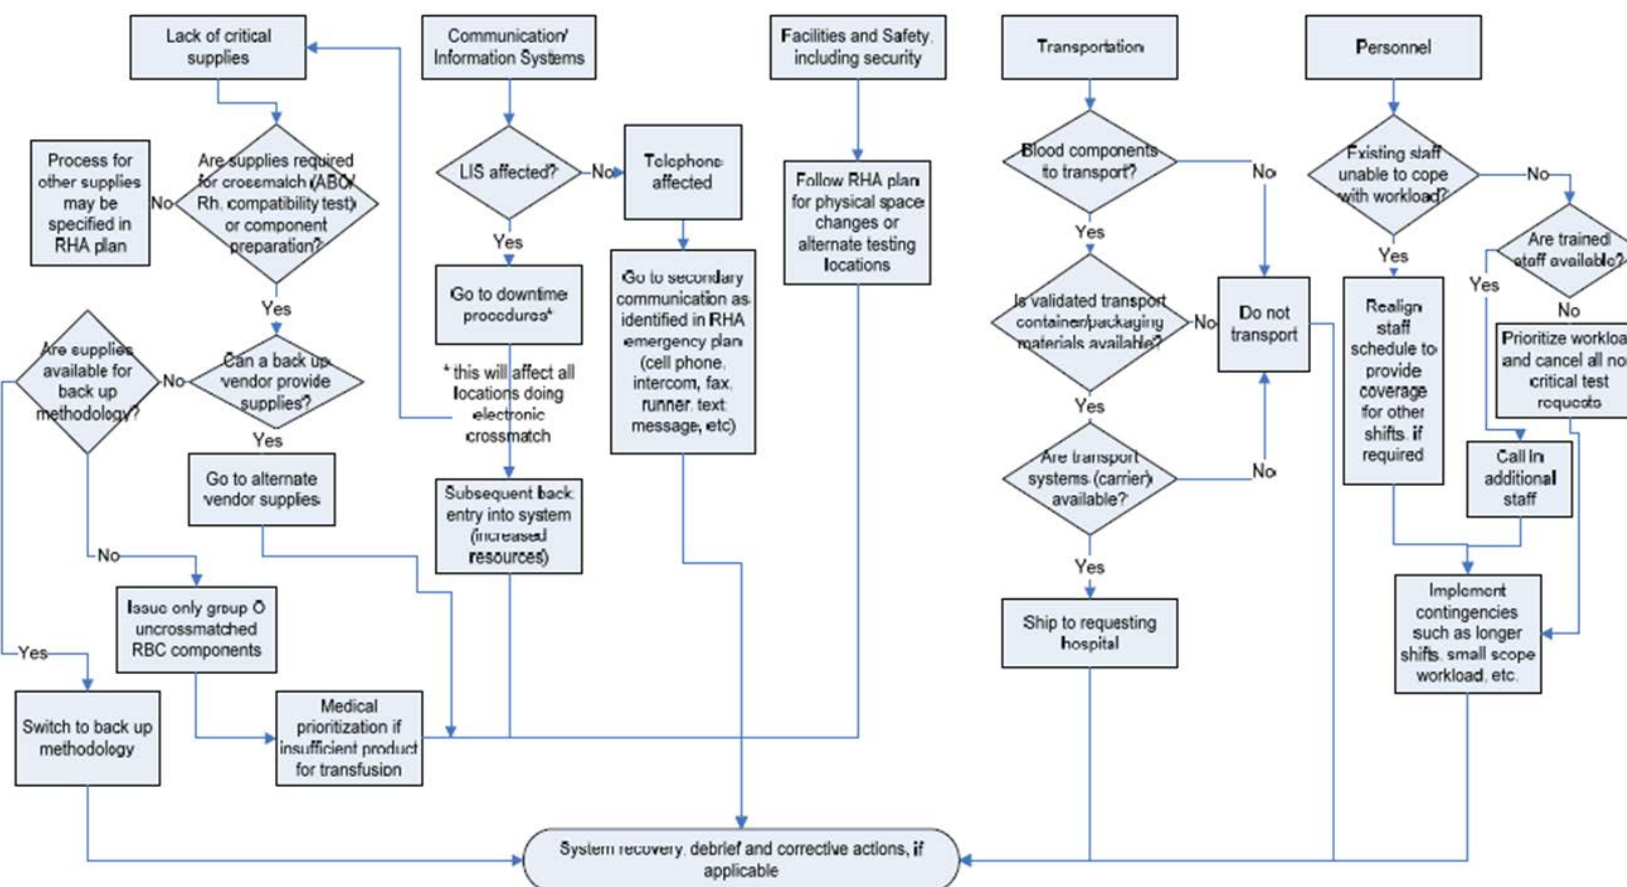 Lack of critical
supplies
Communication/
Information Systems
Facilities and Safety,
including security
Transportation
Personnel
Process for
other supplies
may be
specified in
RHA plan
No
Are supplies required
for crossmatch (ABO/
Rh, compatibility test)
or component
preparation?
Yes
Are supplies
available for
back up
methodology?
No
Can a back up
vendor provide
supplies?
Yes
Go to alternate
vendor supplies
No
Issue only group O
uncrossmatched
RBC components
Yes
Switch to back up
methodology
Medical
prioritization if
insufficient product
for transfusion
LIS affected?
No
Telephone
affected
Yes
Go to downtime
procedures*
* this will affect all
locations doing
electronic
crossmatch
Subsequent back
entry into system
(increased
resources)
Go to secondary
communication as
identified in RHA
emergency plan
(cell phone,
intercom, fax,
runner, text
message, etc)
Follow RHA plan
for physical space
changes or
alternate testing
locations
Blood components
to transport?
No
Yes
Is validated transport
container/packaging
materials available?
No
Do not
transport
Yes
Are transport
systems (carrier)
available?
No
Yes
Ship to requesting
hospital
Existing staff
unable to cope
with workload?
No
Yes
Are trained
staff available?
Yes
No
Realign
staff
schedule to
provide
coverage
for other
shifts, if
required
Prioritize workloa
and cancel all no
critical test
requests
Call In
additional
staff
Implement
contingencies
such as longer
shifts, small scope
workload, etc.
System recovery, debrief and corrective actions, if
applicable